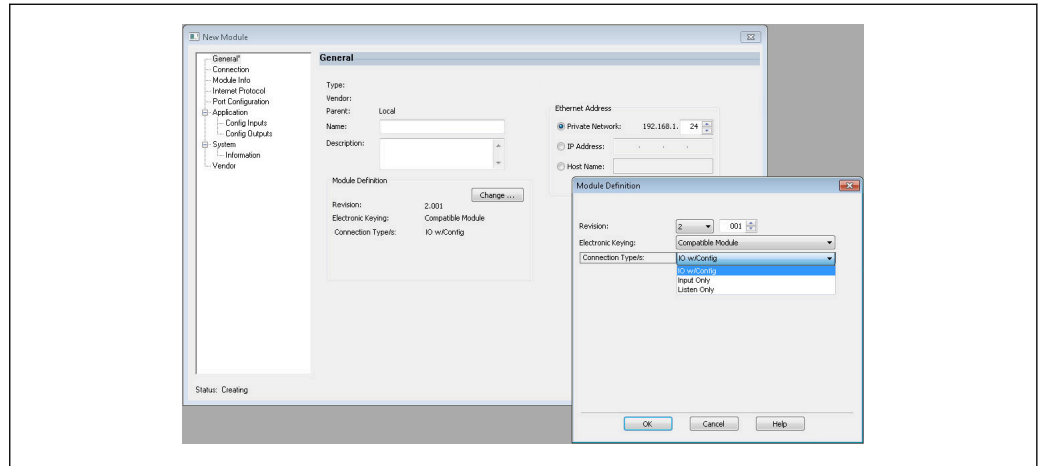 New Module
General*
Connection
Module Info
Internet Protocol
Port Configuration
Application
Config Inputs
Config Outputs
System
Information
Vendor
General
Type:
Vendor:
Parent: Local
Name:
Description:
Ethernet Address
Private Network: 192.168.1. 24
IP Address: . . .
Host Name:
Module Definition
Change ...
Revision: 2.001
Electronic Keying: Compatible Module
Connection Type/s: IO w/Config
Status: Creating
Module Definition
Revision: 2 001
Electronic Keying: Compatible Module
Connection Type/s: IO w/Config
IO w/Config
Input Only
Listen Only
OK Cancel Help